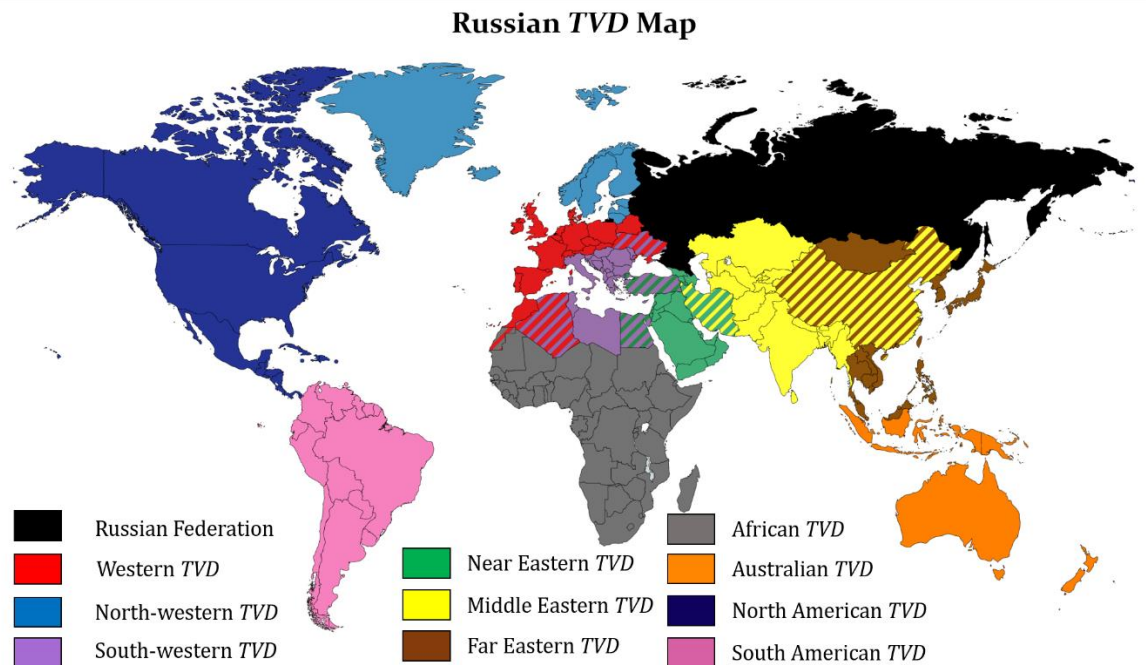 Russian TVD Map
Russian Federation
Western TVD
North-western TVD
South-western TVD
Near Eastern TVD
Middle Eastern TVD
Far Eastern TVD
African TVD
Australian TVD
North American TVD
South American TVD